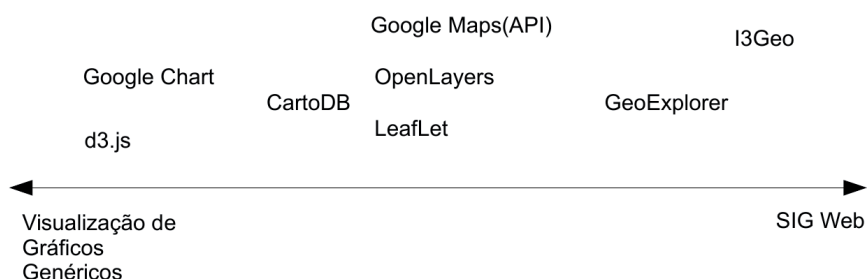 Google Maps(API)
I3Geo
Google Chart
OpenLayers
CartoDB
GeoExplorer
LeafLet
d3.js
Visualização de
Gráficos
Genéricos
SIG Web